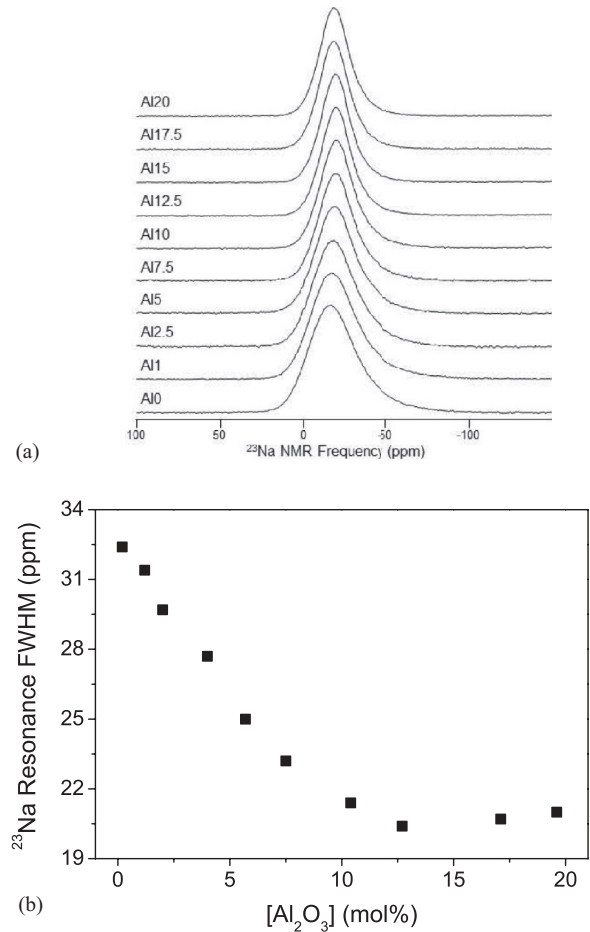 Al20
Al17.5
Al15
Al12.5
Al10
Al7.5
Al5
Al2.5
Al1
Al0
100 50 0 -50 -100
²³Na NMR Frequency (ppm)
(a)
34
31
28
25
22
19
²³Na Resonance FWHM (ppm)
0 5 10 15 20
[Al₂O₃] (mol%)
(b)